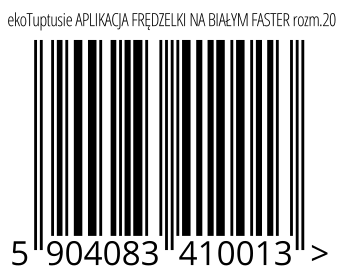 ekoTuptusie APLIKACJA FRĘDZELKI NA BIAŁYM FASTER rozm.20
5 904083 410013 >